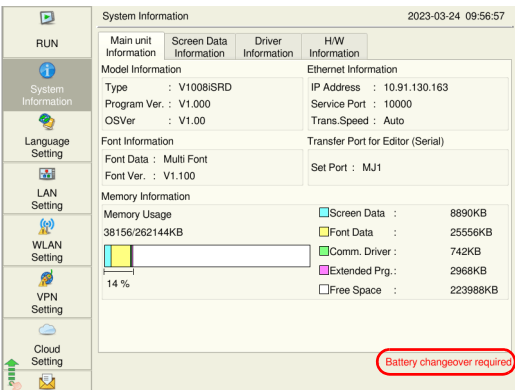 System Information 2023-03-24 09:56:57
RUN
System
Information
Language
Setting
LAN
Setting
WLAN
Setting
VPN
Setting
Cloud
Setting
Main unit
Information
Screen Data
Information
Driver
Information
H/W
Information
Model Information
Type : V1008iSRD
Program Ver. : V1.000
OSVer : V1.00
Ethernet Information
IP Address : 10.91.130.163
Service Port : 10000
Trans.Speed : Auto
Font Information
Font Data : Multi Font
Font Ver. : V1.100
Transfer Port for Editor (Serial)
Set Port : MJ1
Memory Information
Memory Usage
38156/262144KB
14 %
Screen Data : 8890KB
Font Data : 25556KB
Comm. Driver : 742KB
Extended Prg. : 2968KB
Free Space : 223988KB
Battery changeover required